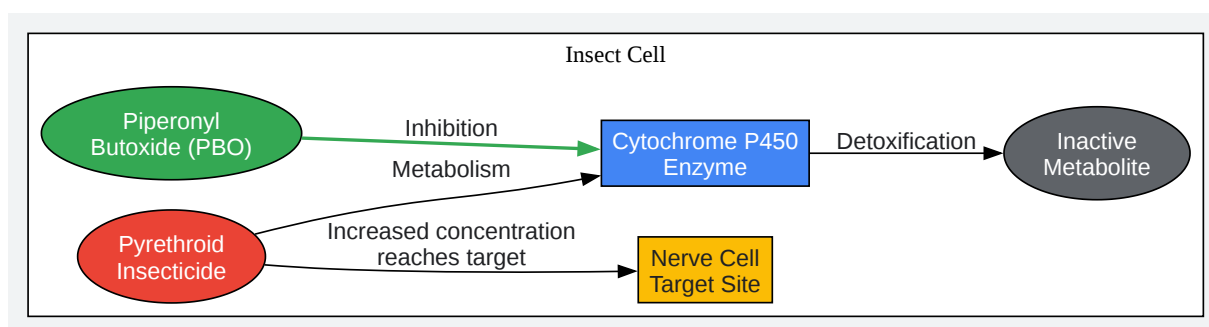 Insect Cell
Piperonyl
Butoxide (PBO)
Inhibition
Cytochrome P450
Enzyme
Detoxification
Inactive
Metabolite
Metabolism
Pyrethroid
Insecticide
Increased concentration
reaches target
Nerve Cell
Target Site